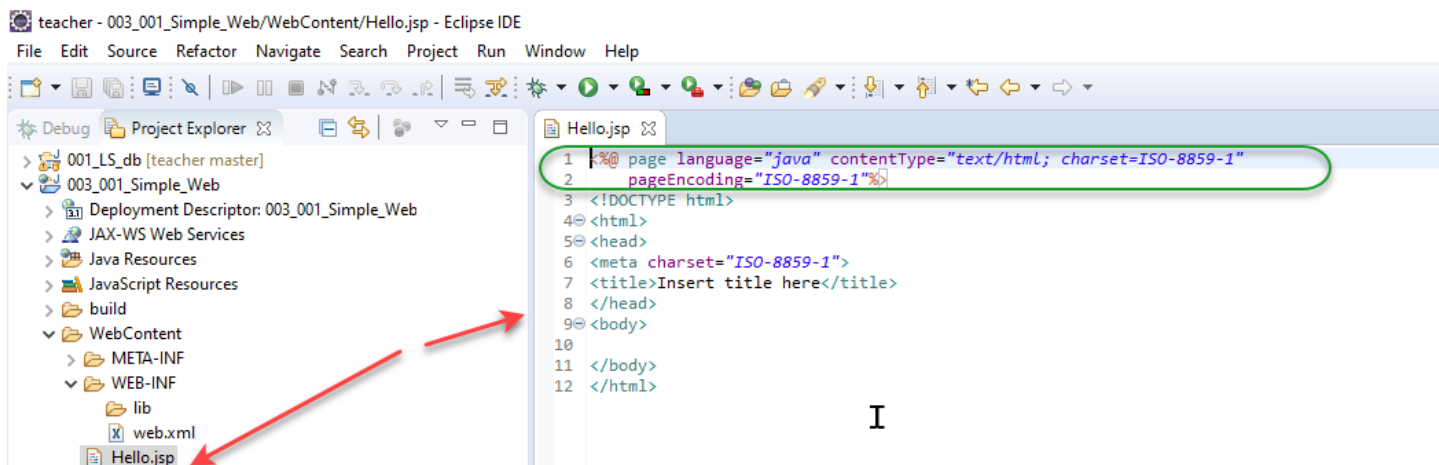 teacher - 003_001_Simple_Web/WebContent/Hello.jsp - Eclipse IDE
File Edit Source Refactor Navigate Search Project Run Window Help
Debug Project Explorer Hello.jsp
001_LS_db [teacher master]
003_001_Simple_Web
3.1 Deployment Descriptor: 003_001_Simple_Web
JAX-WS Web Services
Java Resources
JavaScript Resources
build
WebContent
META-INF
WEB-INF
lib
X web.xml
Hello.jsp
1 <%@ page language="java" contentType="text/html; charset=ISO-8859-1"
2 pageEncoding="ISO-8859-1"%>
3 <!DOCTYPE html>
4 <html>
5 <head>
6 <meta charset="ISO-8859-1">
7 <title>Insert title here</title>
8 </head>
9 <body>
10
11 </body>
12 </html>